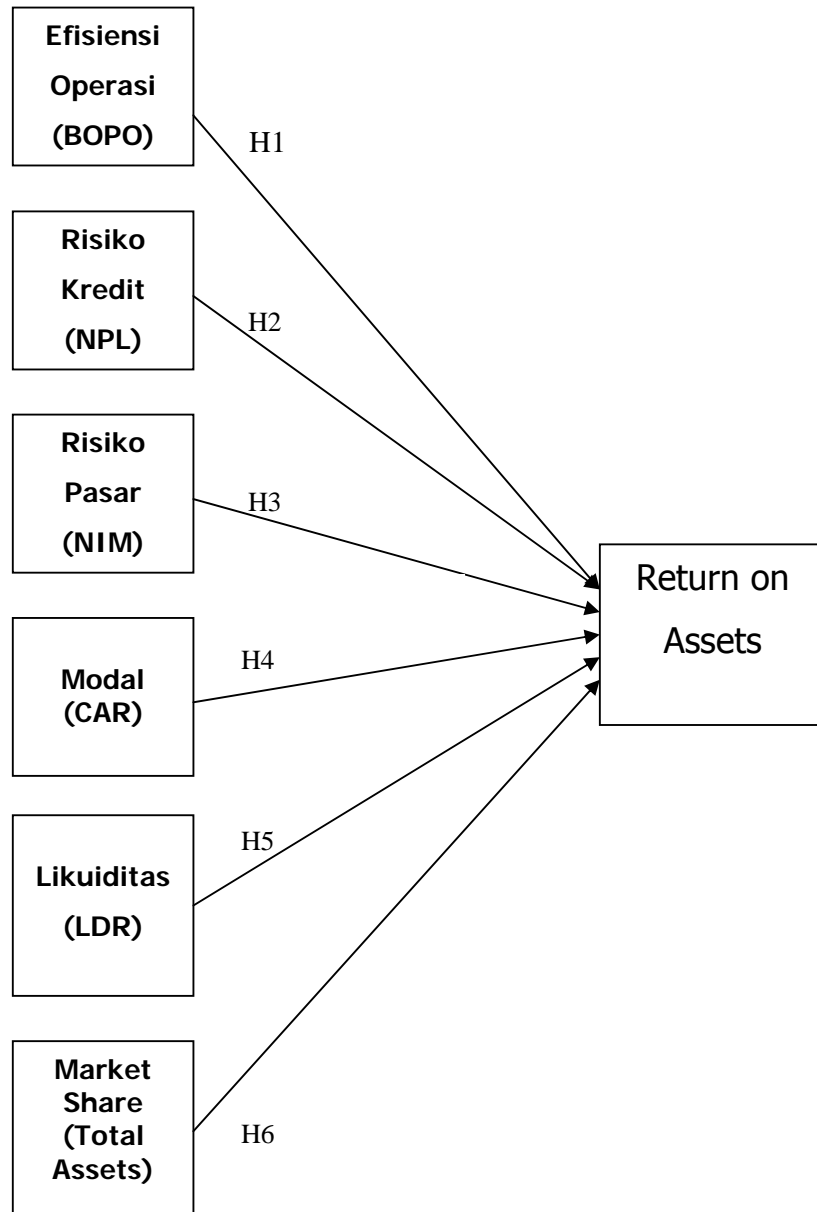 Efisiensi
Operasi
(BOPO)
H1
Risiko
Kredit
(NPL)
H2
Risiko
Pasar
(NIM)
H3
Return on
Assets
Modal
(CAR)
H4
Likuiditas
(LDR)
H5
Market
Share
(Total
Assets)
H6